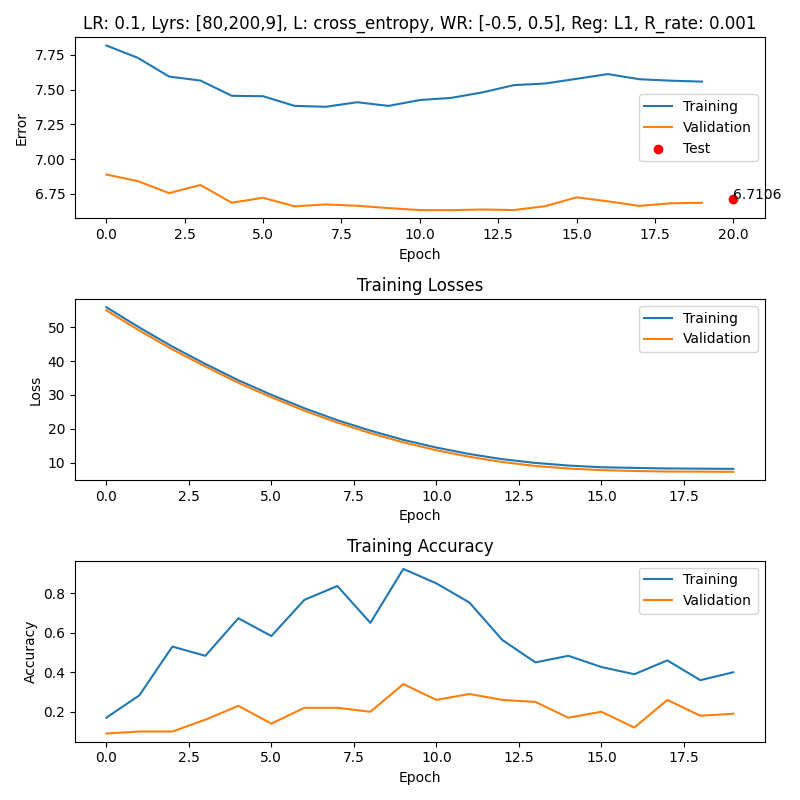 LR: 0.1, Lyrs: [80,200,9], L: cross_entropy, WR: [-0.5, 0.5], Reg: L1, R_rate: 0.001
7.75
7.50
7.25
7.00
6.75
Error
Training
Validation
Test
6.7106
0.0 2.5 5.0 7.5 10.0 12.5 15.0 17.5 20.0
Epoch
Training Losses
50
40
30
20
10
Loss
Training
Validation
0.0 2.5 5.0 7.5 10.0 12.5 15.0 17.5
Epoch
Training Accuracy
0.8
0.6
0.4
0.2
Accuracy
Training
Validation
0.0 2.5 5.0 7.5 10.0 12.5 15.0 17.5
Epoch